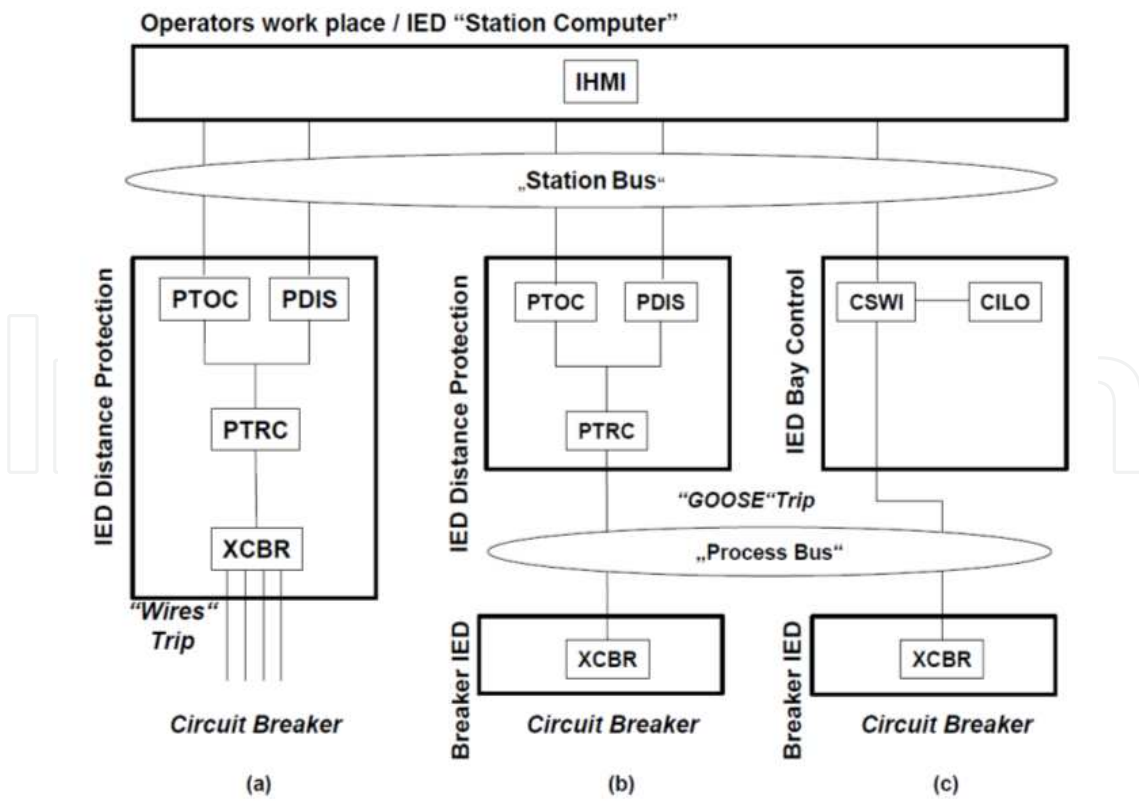 Operators work place / IED “Station Computer”
IHMI
„Station Bus“
IED Distance Protection
PTOC
PDIS
PTRC
XCBR
“Wires“
Trip
Circuit Breaker
(a)
IED Distance Protection
PTOC
PDIS
PTRC
“GOOSE“Trip
„Process Bus“
Breaker IED
XCBR
Circuit Breaker
(b)
IED Bay Control
CSWI
CILO
Breaker IED
XCBR
Circuit Breaker
(c)